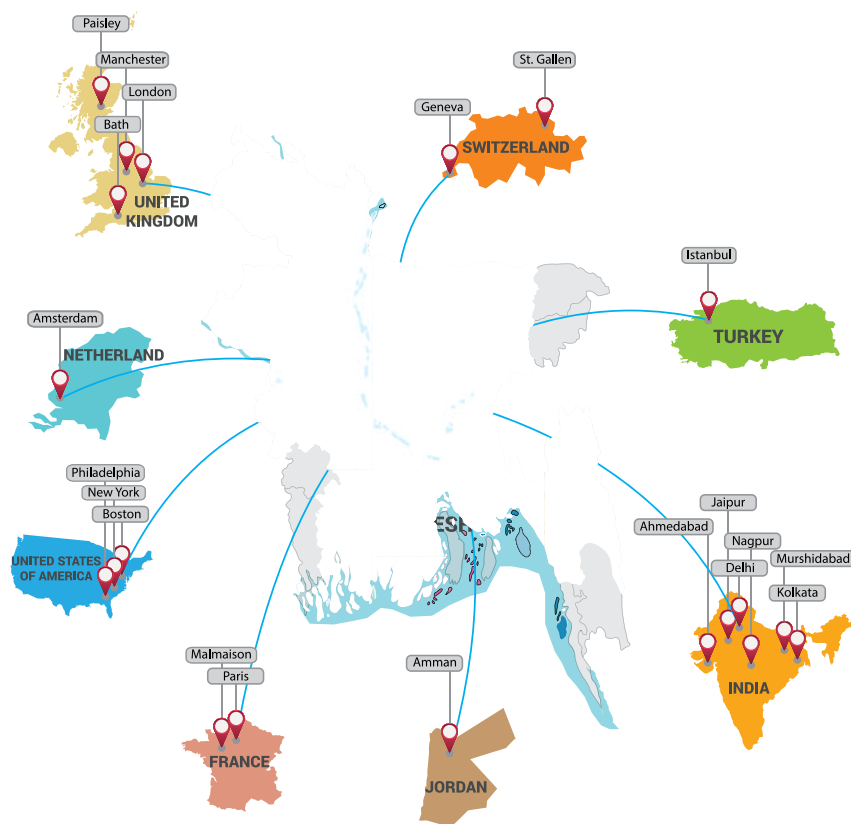 Paisley
Manchester
London
Bath
UNITED
KINGDOM
St. Gallen
Geneva
SWITZERLAND
Istanbul
TURKEY
Amsterdam
NETHERLAND
Philadelphia
New York
Boston
UNITED STATES
OF AMERICA
ESH
Jaipur
Ahmedabad
Nagpur
Murshidabad
Delhi
Kolkata
INDIA
Malmaison
Paris
FRANCE
Amman
JORDAN